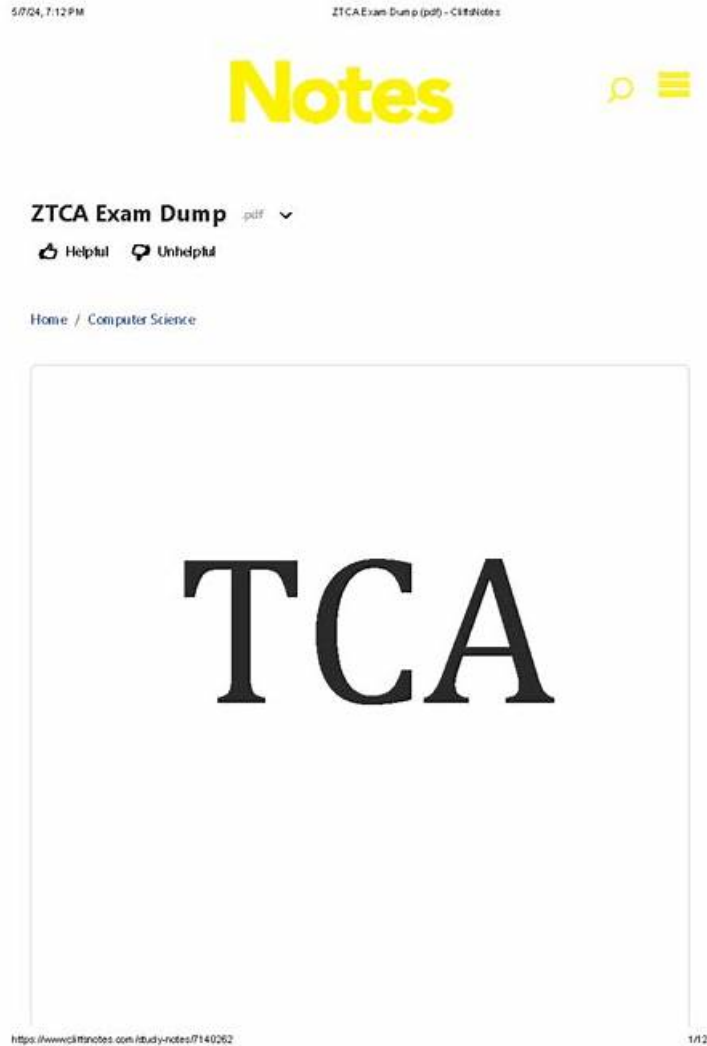 5/7/24, 7:12 PM ZTCA Exam Dump (pdf) - CliffsNotes
Notes
ZTCA Exam Dump .pdf
Helpful Unhelpful
Home / Computer Science
TCA
https://www.cliffsnotes.com/study-notes/7140262 1/12